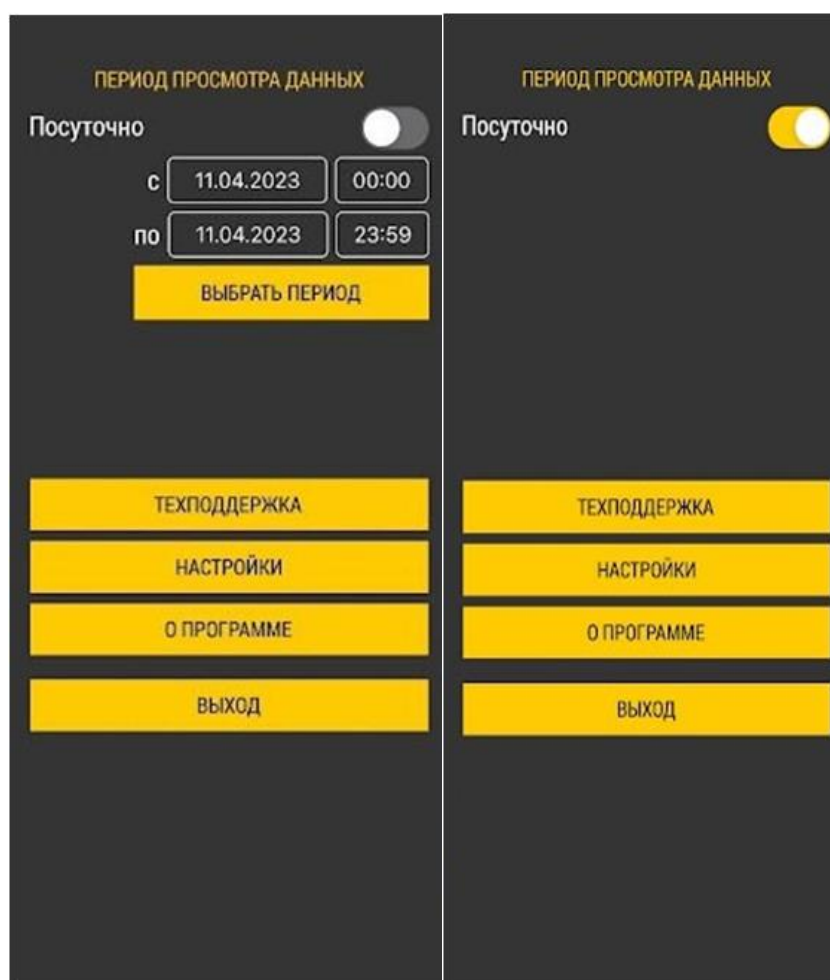 ПЕРИОД ПРОСМОТРА ДАННЫХ
Посуточно
с 11.04.2023 00:00
по 11.04.2023 23:59
ВЫБРАТЬ ПЕРИОД
ТЕХПОДДЕРЖКА
НАСТРОЙКИ
О ПРОГРАММЕ
ВЫХОД
ПЕРИОД ПРОСМОТРА ДАННЫХ
Посуточно
ТЕХПОДДЕРЖКА
НАСТРОЙКИ
О ПРОГРАММЕ
ВЫХОД